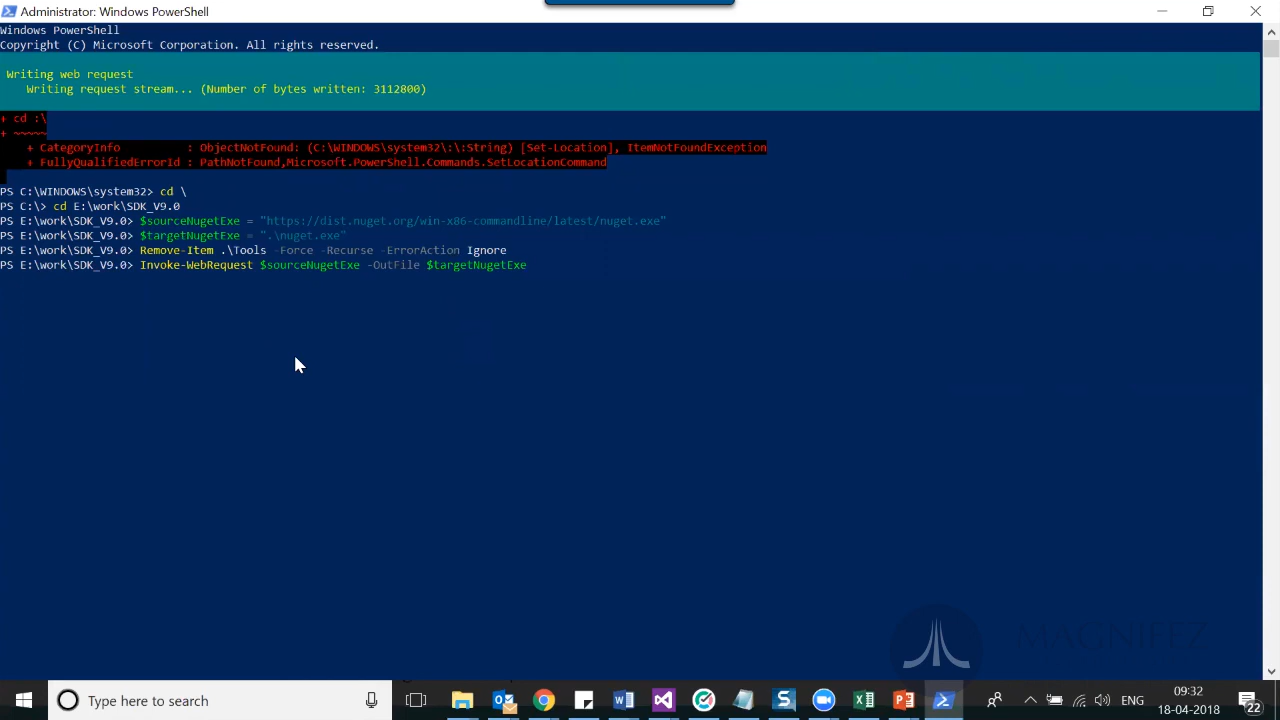 Administrator: Windows PowerShell
Windows PowerShell
Copyright (C) Microsoft Corporation. All rights reserved.
Writing web request
Writing request stream... (Number of bytes written: 3112800)
+ cd :\
+ ~~~~~
+ CategoryInfo : ObjectNotFound: (C:\WINDOWS\system32\:\:String) [Set-Location], ItemNotFoundException
+ FullyQualifiedErrorId : PathNotFound,Microsoft.PowerShell.Commands.SetLocationCommand
PS C:\WINDOWS\system32> cd \
PS C:\> cd E:\work\SDK_V9.0
PS E:\work\SDK_V9.0> $sourceNugetExe = "https://dist.nuget.org/win-x86-commandline/latest/nuget.exe"
PS E:\work\SDK_V9.0> $targetNugetExe = ".\nuget.exe"
PS E:\work\SDK_V9.0> Remove-Item .\Tools -Force -Recurse -ErrorAction Ignore
PS E:\work\SDK_V9.0> Invoke-WebRequest $sourceNugetExe -OutFile $targetNugetExe
MAGNIFEZ
Type here to search
ENG
09:32
18-04-2018
22